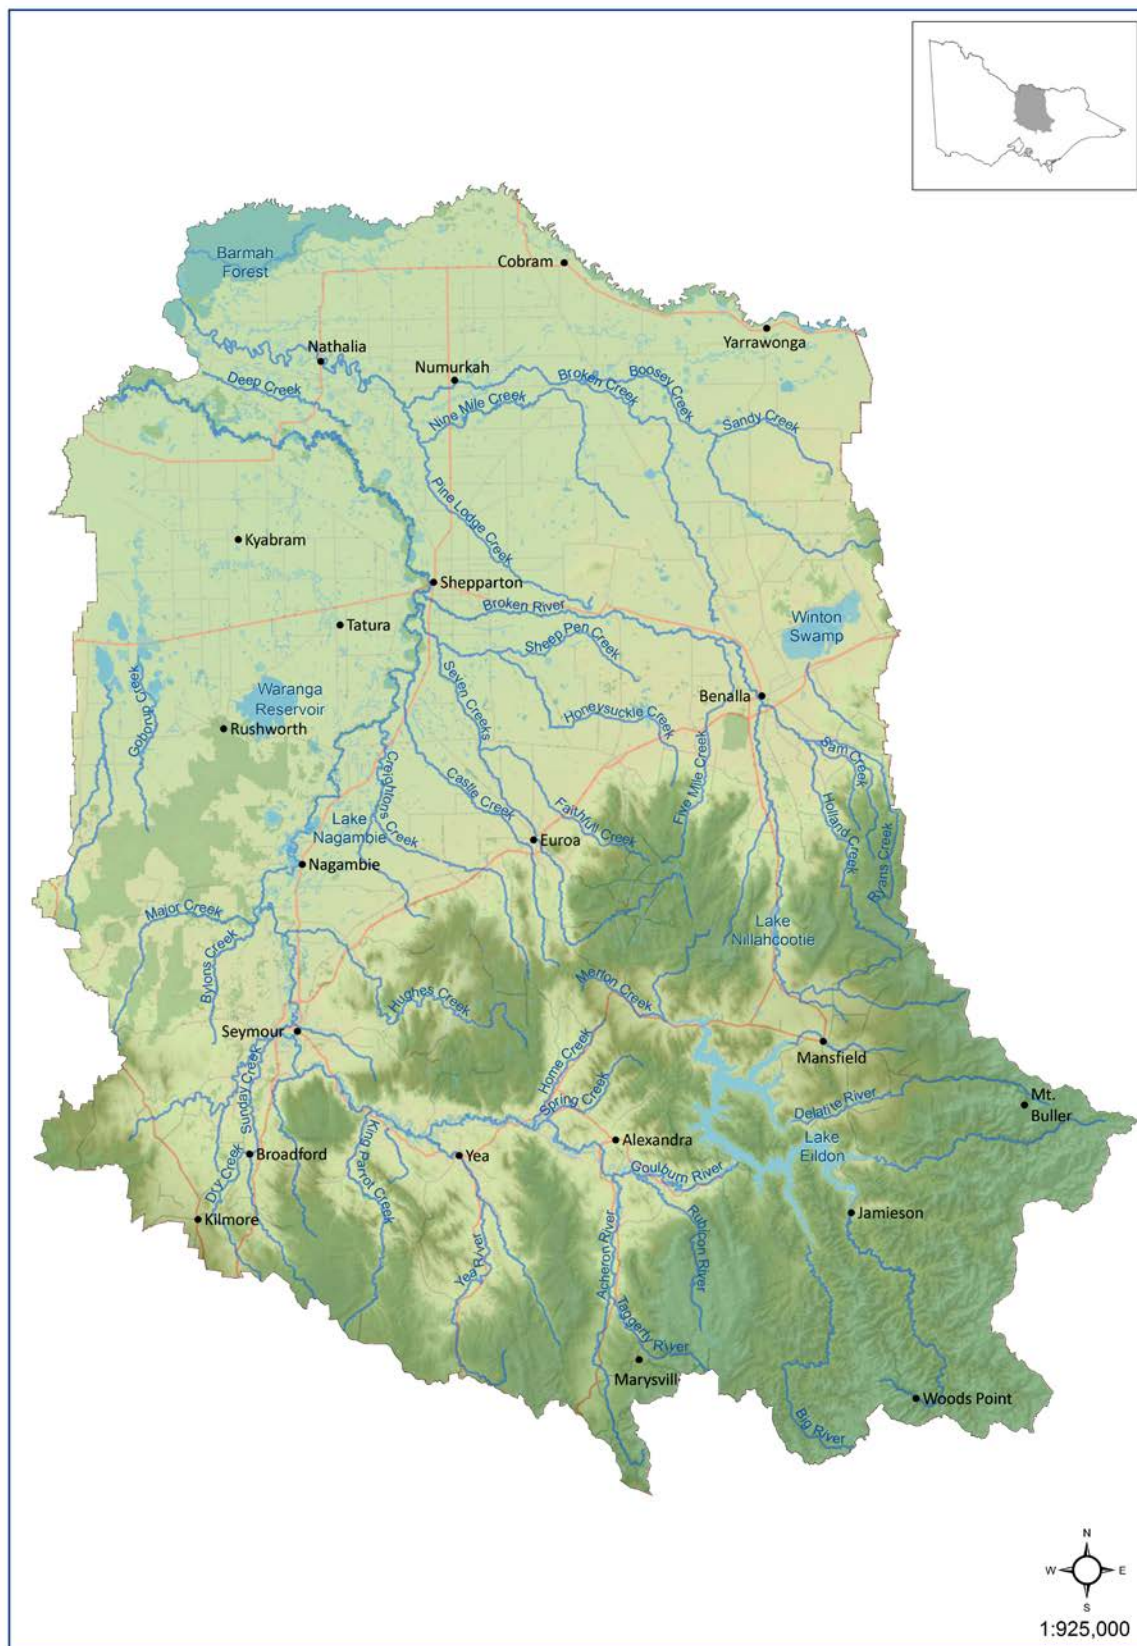 Barmah
Forest
Cobram
Yarrawonga
Nathalia
Numurkah
Deep Creek
Nine Mile Creek
Broken Creek
Boosey Creek
Sandy Creek
Pine Lodge Creek
Kyabram
Shepparton
Broken River
Tatura
Sheep Pen Creek
Winton
Swamp
Goborup Creek
Waranga
Reservoir
Seven Creeks
Benalla
Rushworth
Honeysuckle Creek
Creightons Creek
Castle Creek
Five Mile Creek
Sam Creek
Holland Creek
Ryans Creek
Lake
Nagambie
Faithfull Creek
Euroa
Nagambie
Major Creek
Lake
Nillahcootie
Bylons Creek
Merton Creek
Hughes Creek
Seymour
Mansfield
Sunday Creek
Home Creek
Spring Creek
Delatite River
Mt.
Buller
Dry Creek
Broadford
King Parrot Creek
Yea
Alexandra
Lake
Eildon
Goulburn River
Kilmore
Jamieson
Yea River
Acheron River
Rubicon River
Taggerty River
Marysvill
Woods Point
Big River
N
W
E
S
1:925,000